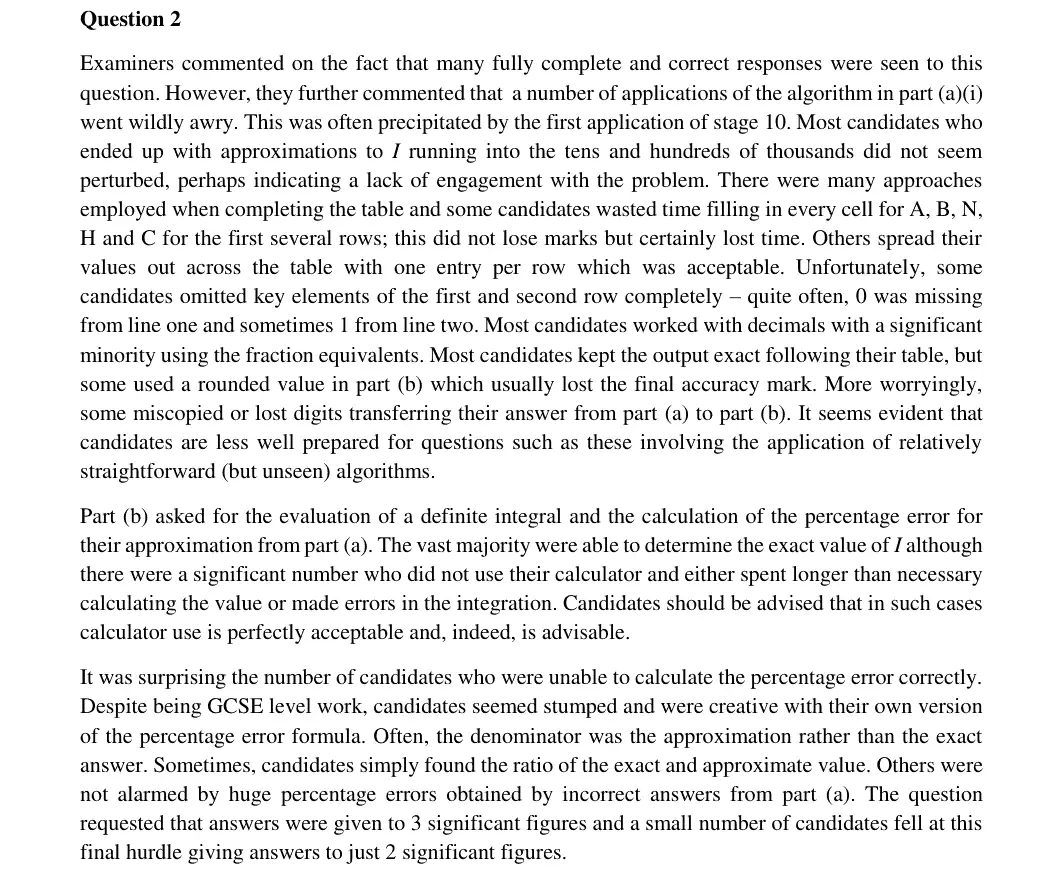 Question 2
Examiners commented on the fact that many fully complete and correct responses were seen to this
question. However, they further commented that a number of applications of the algorithm in part (a)(i)
went wildly awry. This was often precipitated by the first application of stage 10. Most candidates who
ended up with approximations to I running into the tens and hundreds of thousands did not seem
perturbed, perhaps indicating a lack of engagement with the problem. There were many approaches
employed when completing the table and some candidates wasted time filling in every cell for A, B, N,
H and C for the first several rows; this did not lose marks but certainly lost time. Others spread their
values out across the table with one entry per row which was acceptable. Unfortunately, some
candidates omitted key elements of the first and second row completely – quite often, 0 was missing
from line one and sometimes 1 from line two. Most candidates worked with decimals with a significant
minority using the fraction equivalents. Most candidates kept the output exact following their table, but
some used a rounded value in part (b) which usually lost the final accuracy mark. More worryingly,
some miscopied or lost digits transferring their answer from part (a) to part (b). It seems evident that
candidates are less well prepared for questions such as these involving the application of relatively
straightforward (but unseen) algorithms.
Part (b) asked for the evaluation of a definite integral and the calculation of the percentage error for
their approximation from part (a). The vast majority were able to determine the exact value of I although
there were a significant number who did not use their calculator and either spent longer than necessary
calculating the value or made errors in the integration. Candidates should be advised that in such cases
calculator use is perfectly acceptable and, indeed, is advisable.
It was surprising the number of candidates who were unable to calculate the percentage error correctly.
Despite being GCSE level work, candidates seemed stumped and were creative with their own version
of the percentage error formula. Often, the denominator was the approximation rather than the exact
answer. Sometimes, candidates simply found the ratio of the exact and approximate value. Others were
not alarmed by huge percentage errors obtained by incorrect answers from part (a). The question
requested that answers were given to 3 significant figures and a small number of candidates fell at this
final hurdle giving answers to just 2 significant figures.